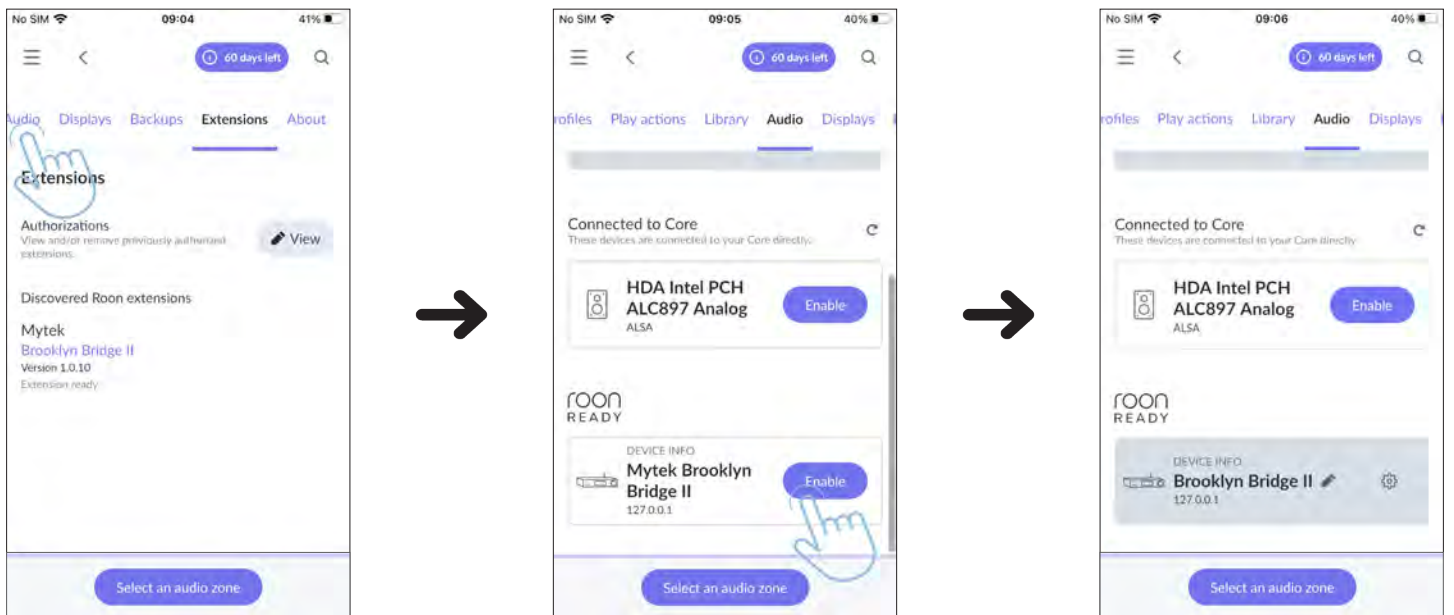 No SIM 09:04 41%
60 days left
Audio Displays Backups Extensions About
Extensions
Authorizations
View and/or remove previously authorized
extensions.
View
Discovered Roon extensions
Mytek
Brooklyn Bridge II
Version 1.0.10
Extension ready
Select an audio zone
No SIM 09:05 40%
60 days left
rofiles Play actions Library Audio Displays
Connected to Core
These devices are connected to your Core directly.
HDA Intel PCH
ALC897 Analog
ALSA
Enable
roon
READY
DEVICE INFO
Mytek Brooklyn
Bridge II
127.0.0.1
Enable
Select an audio zone
No SIM 09:06 40%
60 days left
rofiles Play actions Library Audio Displays
Connected to Core
These devices are connected to your Core directly.
HDA Intel PCH
ALC897 Analog
ALSA
Enable
roon
READY
DEVICE INFO
Brooklyn Bridge II
127.0.0.1
Select an audio zone